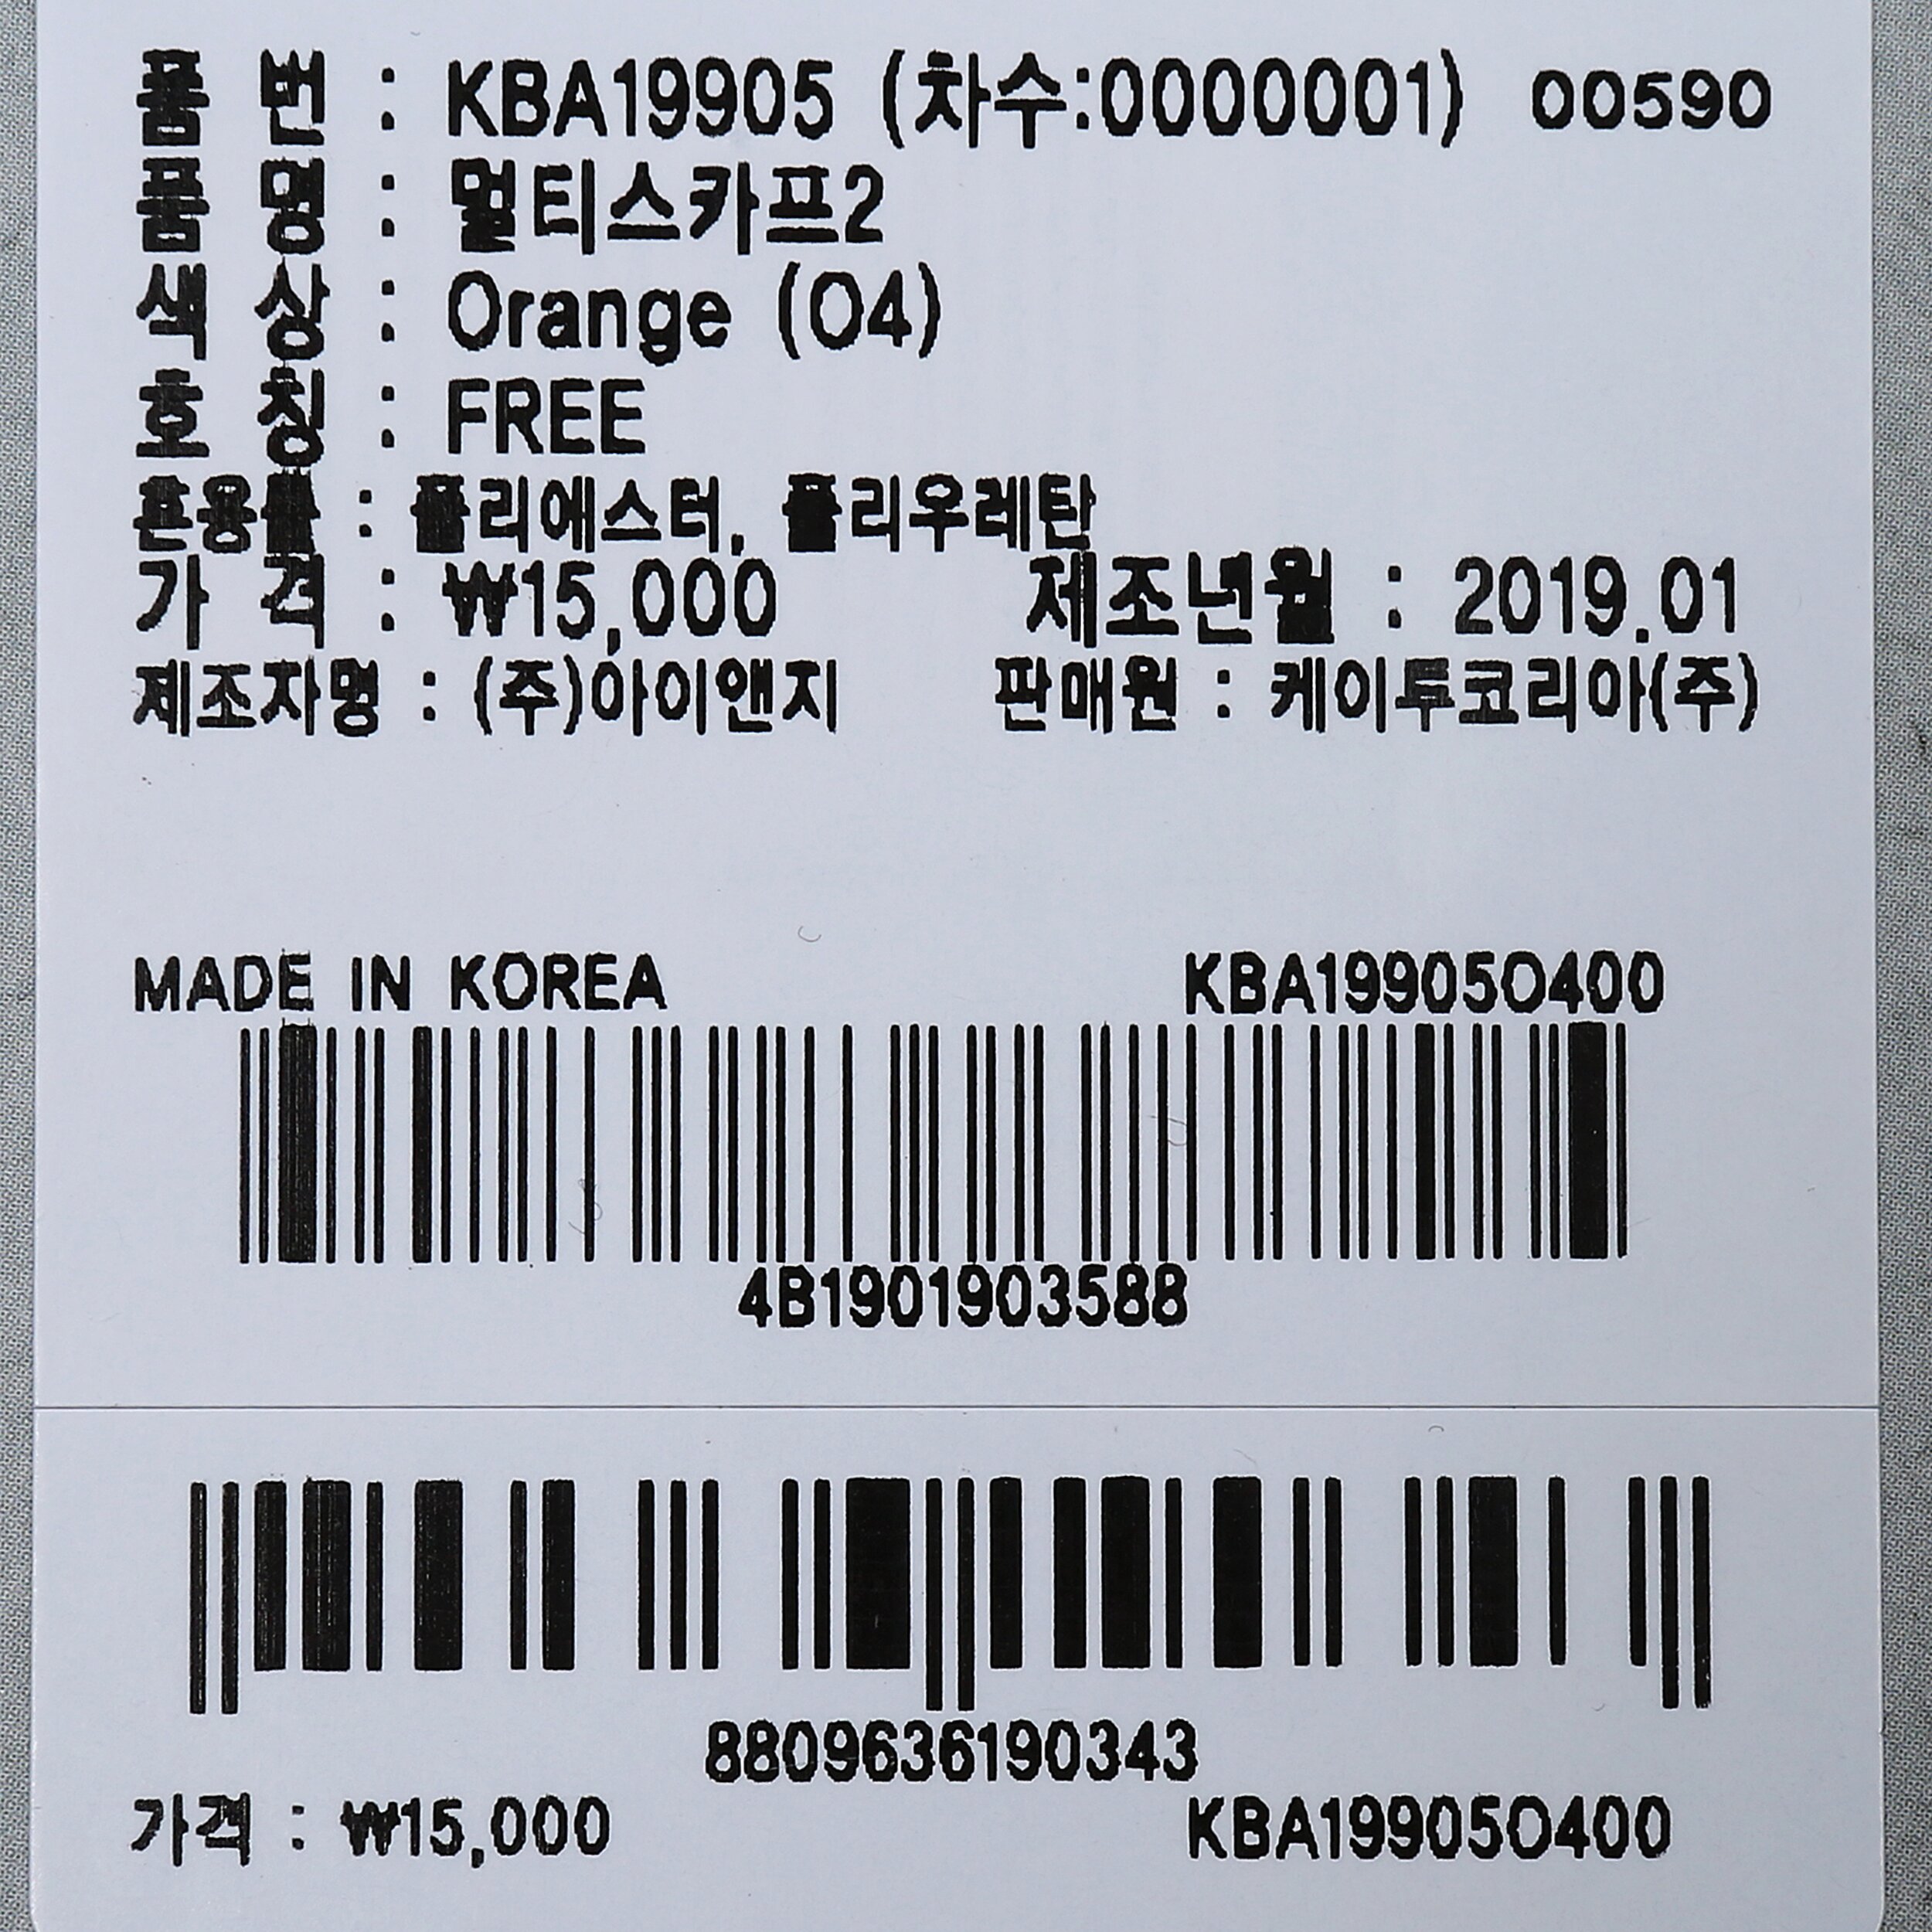 품 번 : KBA19905 (차수:0000001) 00590
품 명 : 멀티스카프2
색 상 : Orange (O4)
호 칭 : FREE
혼용률 : 폴리에스터, 폴리우레탄
가 격 : ₩15,000 제조년월 : 2019.01
제조자명 : (주)아이앤지 판매원 : 케이투코리아(주)
MADE IN KOREA KBA19905O400
4B1901903588
8809636190343
가격 : ₩15,000 KBA19905O400